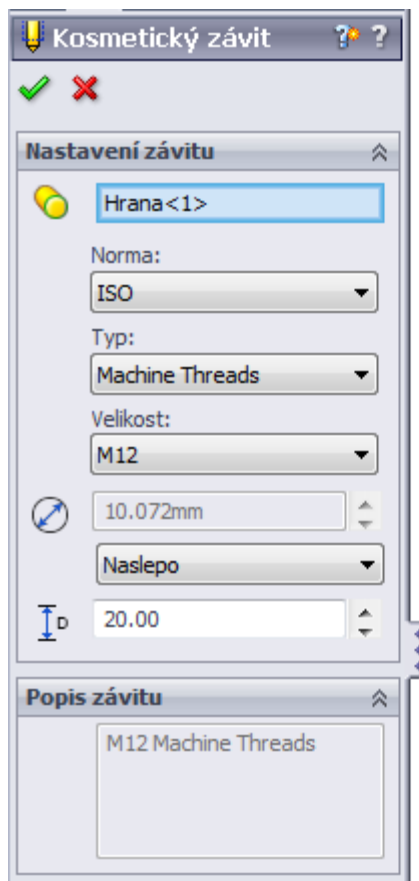 Kosmetický závit
Nastavení závitu
Hrana<1>
Norma:
ISO
Typ:
Machine Threads
Velikost:
M12
10.072mm
Naslepo
D
20.00
Popis závitu
M12 Machine Threads